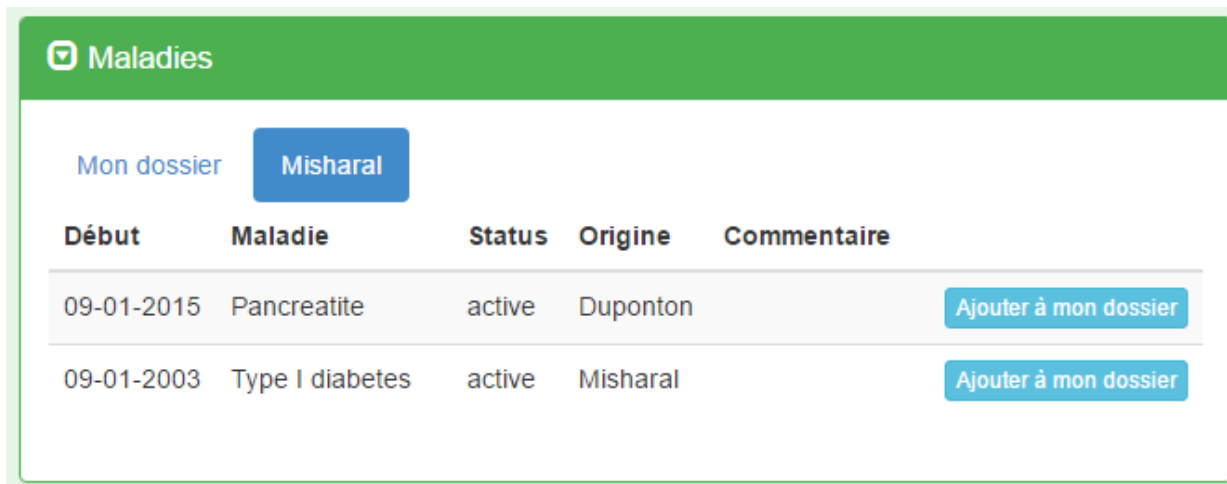 Maladies
Mon dossier Misharal
Début Maladie Status Origine Commentaire
09-01-2015 Pancreatite active Duponton Ajouter à mon dossier
09-01-2003 Type I diabetes active Misharal Ajouter à mon dossier